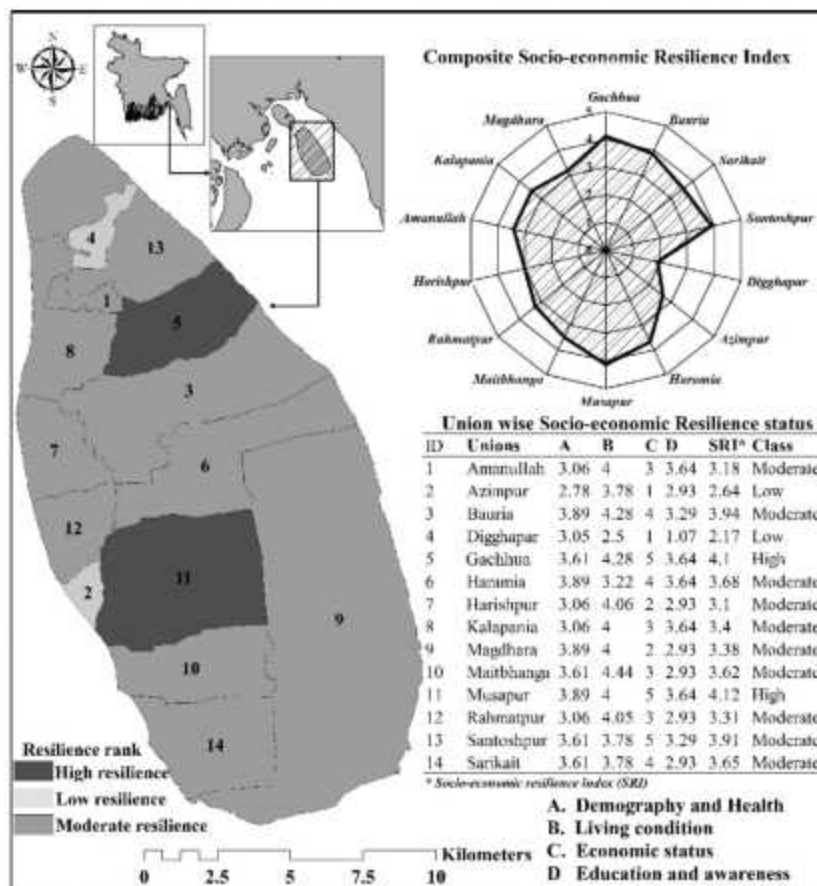 N
W E
S
Composite Socio-economic Resilience Index
Gachhua
Magdhara Bauria
Kalapania Sarikait
Amanullah Santoshpur
Harishpur Digghapar
Rahmatpur Azimpur
Maitbhanga Haramia
Musapur
5
4
3
2
1
4
13
1
5
8
3
7
6
12
11
2
9
10
14
Union wise Socio-economic Resilience status
ID Unions A B C D SRI* Class
1 Amanullah 3.06 4 3 3.64 3.18 Moderate
2 Azimpur 2.78 3.78 1 2.93 2.64 Low
3 Bauria 3.89 4.28 4 3.29 3.94 Moderate
4 Digghapar 3.05 2.5 1 1.07 2.17 Low
5 Gachhua 3.61 4.28 5 3.64 4.1 High
6 Haramia 3.89 3.22 4 3.64 3.68 Moderate
7 Harishpur 3.06 4.06 2 2.93 3.1 Moderate
8 Kalapania 3.06 4 3 3.64 3.4 Moderate
9 Magdhara 3.89 4 2 2.93 3.38 Moderate
10 Maitbhanga 3.61 4.44 3 2.93 3.62 Moderate
11 Musapur 3.89 4 5 3.64 4.12 High
12 Rahmatpur 3.06 4.05 3 2.93 3.31 Moderate
13 Santoshpur 3.61 3.78 5 3.29 3.91 Moderate
14 Sarikait 3.61 3.78 4 2.93 3.65 Moderate
* Socio-economic resilience index (SRI)
Resilience rank
High resilience
Low resilience
Moderate resilience
A. Demography and Health
B. Living condition
C. Economic status
D Education and awareness
Kilometers
0 2.5 5 7.5 10